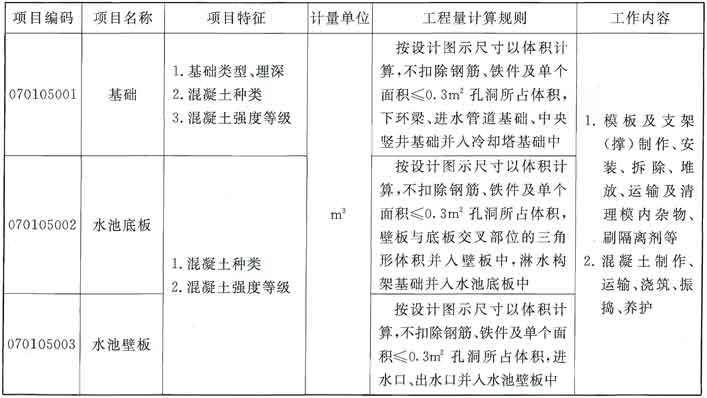 项目编码 项目名称 项目特征 计量单位 工程量计算规则 工作内容
070105001
基础
1.基础类型、埋深
2.混凝土种类
3.混凝土强度等级
m³
按设计图示尺寸以体积计
算,不扣除钢筋、铁件及单个
面积≤0.3m²孔洞所占体积,
下环梁、进水管道基础、中央
竖井基础并入冷却塔基础中
1.模板及支架
(撑)制作、安
装、拆除、堆
放、运输及清
理模内杂物、
刷隔离剂等
2.混凝土制作、
运输、浇筑、振
捣、养护
070105002
水池底板
1.混凝土种类
2.混凝土强度等级
按设计图示尺寸以体积计
算,不扣除钢筋、铁件及单个
面积≤0.3m²孔洞所占体积,
壁板与底板交叉部位的三角
形体积并入壁板中,淋水构
架基础并入水池底板中
070105003
水池壁板
按设计图示尺寸以体积计
算,不扣除钢筋、铁件及单个面
积≤0.3m²孔洞所占体积,进
水口、出水口并入水池壁板中